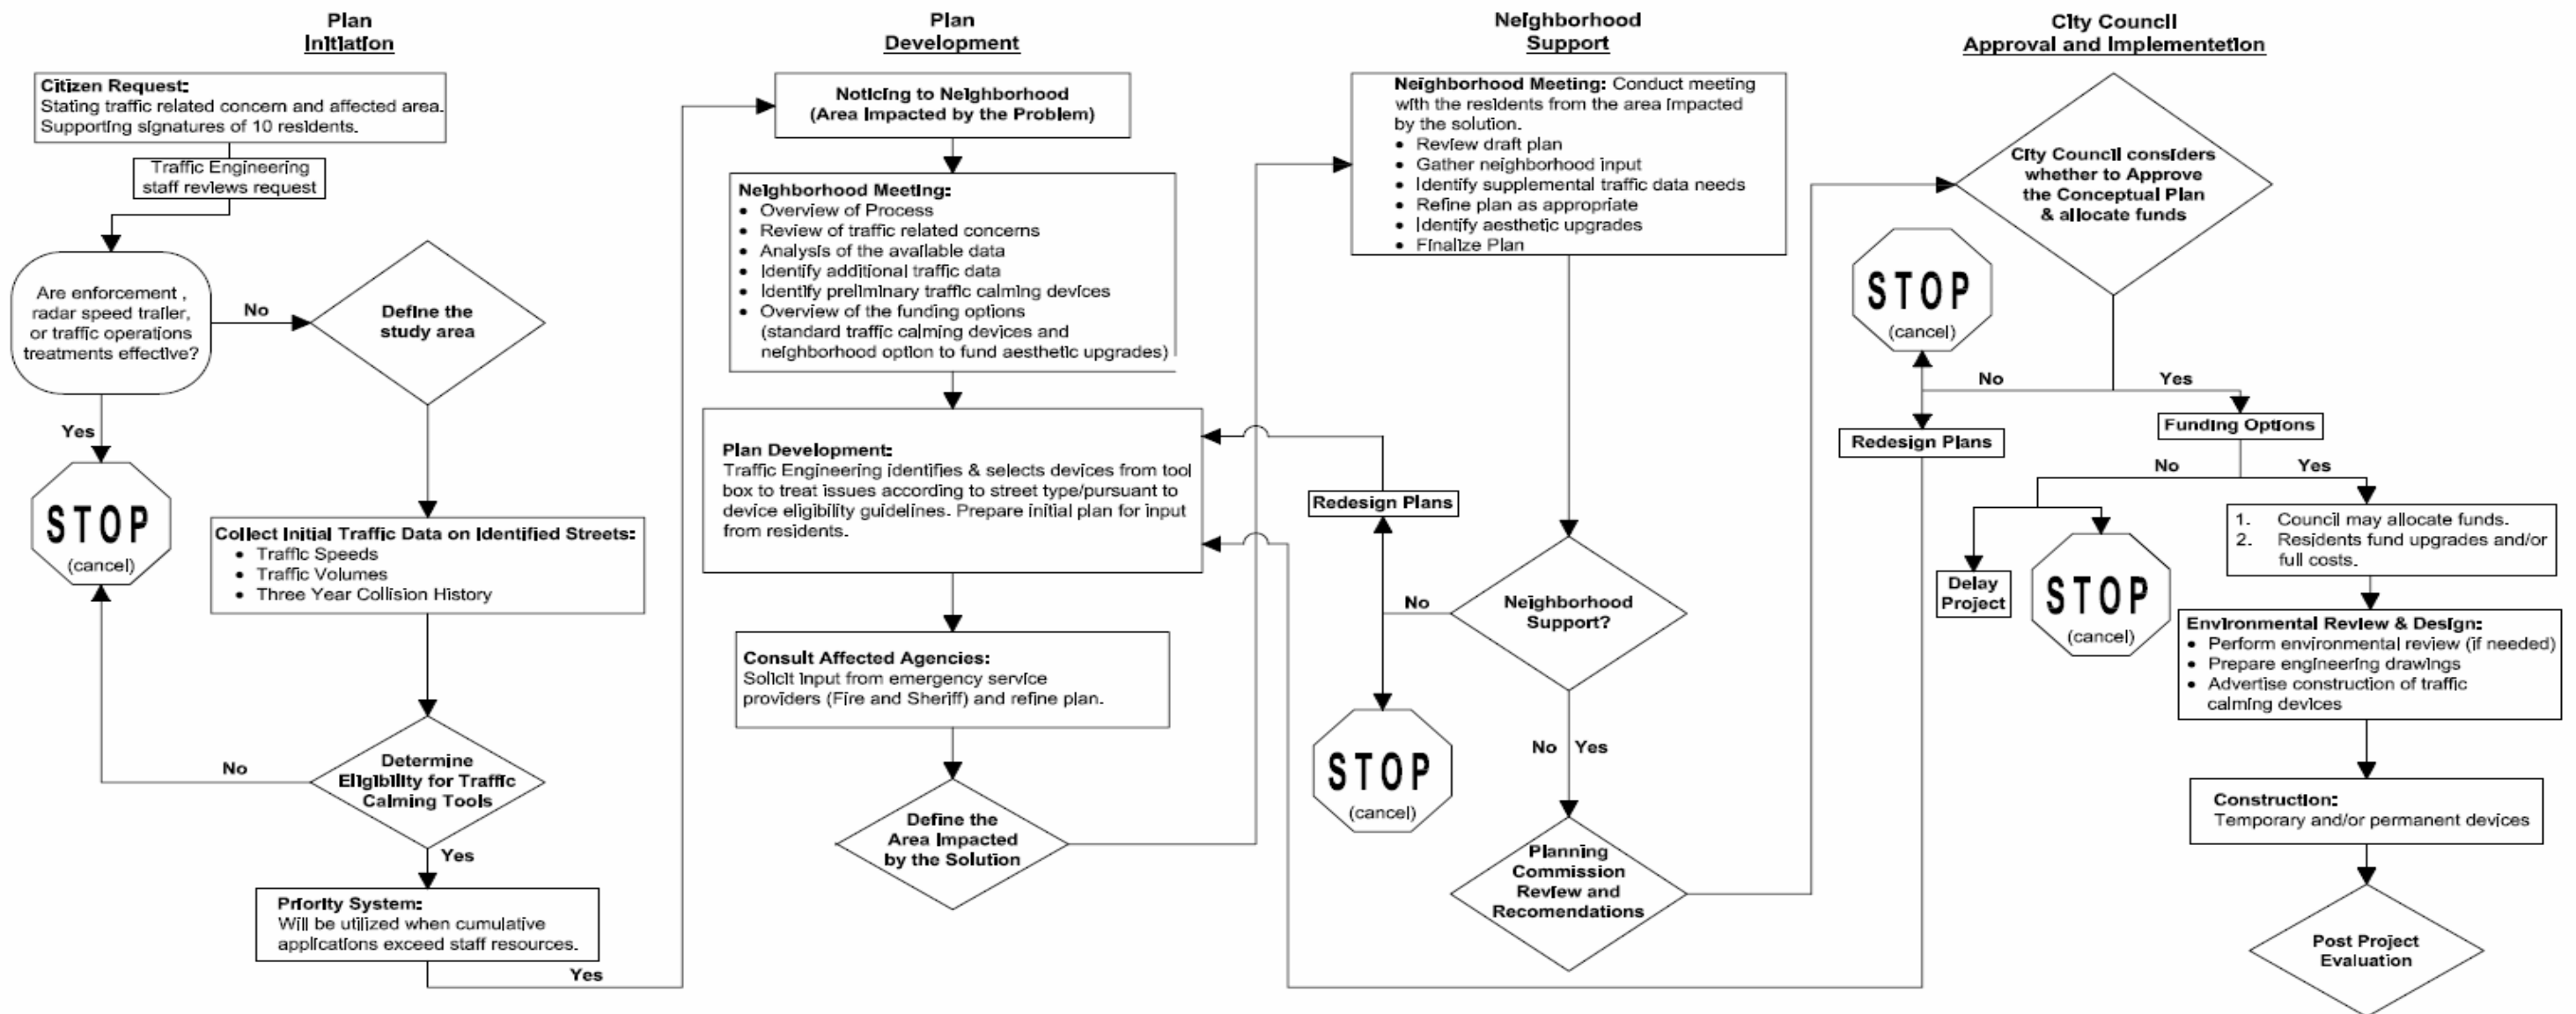 Plan
Initiation
Citizen Request:
Stating traffic related concern and affected area.
Supporting signatures of 10 residents.
Traffic Engineering
staff reviews request
Are enforcement ,
radar speed trailer,
or traffic operations
treatments effective?
No
Define the
study area
Yes
STOP
(cancel)
Collect Initial Traffic Data on Identified Streets:
• Traffic Speeds
• Traffic Volumes
• Three Year Collision History
No
Determine
Eligibility for Traffic
Calming Tools
Yes
Priority System:
Will be utilized when cumulative
applications exceed staff resources.
Yes
Plan
Development
Noticing to Neighborhood
(Area Impacted by the Problem)
Neighborhood Meeting:
• Overview of Process
• Review of traffic related concerns
• Analysis of the available data
• Identify additional traffic data
• Identify preliminary traffic calming devices
• Overview of the funding options
(standard traffic calming devices and
neighborhood option to fund aesthetic upgrades)
Plan Development:
Traffic Engineering identifies & selects devices from tool
box to treat issues according to street type/pursuant to
device eligibility guidelines. Prepare initial plan for input
from residents.
Consult Affected Agencies:
Solicit input from emergency service
providers (Fire and Sheriff) and refine plan.
Define the
Area Impacted
by the Solution
Neighborhood
Support
Neighborhood Meeting: Conduct meeting
with the residents from the area impacted
by the solution.
• Review draft plan
• Gather neighborhood input
• Identify supplemental traffic data needs
• Refine plan as appropriate
• Identify aesthetic upgrades
• Finalize Plan
Redesign Plans
No
Neighborhood
Support?
STOP
(cancel)
No Yes
Planning
Commission
Review and
Recomendations
City Council
Approval and Implementetion
City Council considers
whether to Approve
the Conceptual Plan
& allocate funds
STOP
(cancel)
No
Yes
Redesign Plans
Funding Options
No
Yes
Delay
Project
STOP
(cancel)
1. Council may allocate funds.
2. Residents fund upgrades and/or
full costs.
Environmental Review & Design:
• Perform environmental review (if needed)
• Prepare engineering drawings
• Advertise construction of traffic
calming devices
Construction:
Temporary and/or permanent devices
Post Project
Evaluation